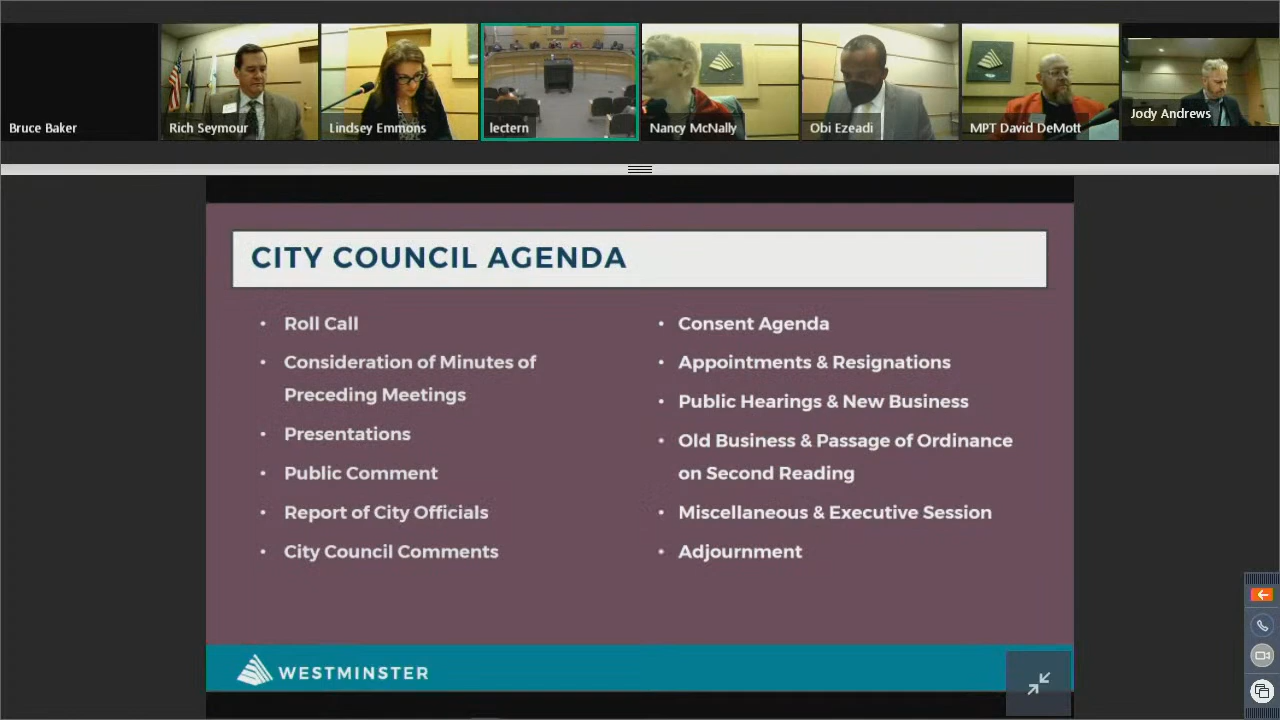 Bruce Baker
Rich Seymour
Lindsey Emmons
lectern
Nancy McNally
Obi Ezeadi
MPT David DeMott
Jody Andrews
CITY COUNCIL AGENDA
• Roll Call
• Consideration of Minutes of
Preceding Meetings
• Presentations
• Public Comment
• Report of City Officials
• City Council Comments
• Consent Agenda
• Appointments & Resignations
• Public Hearings & New Business
• Old Business & Passage of Ordinance
on Second Reading
• Miscellaneous & Executive Session
• Adjournment
WESTMINSTER